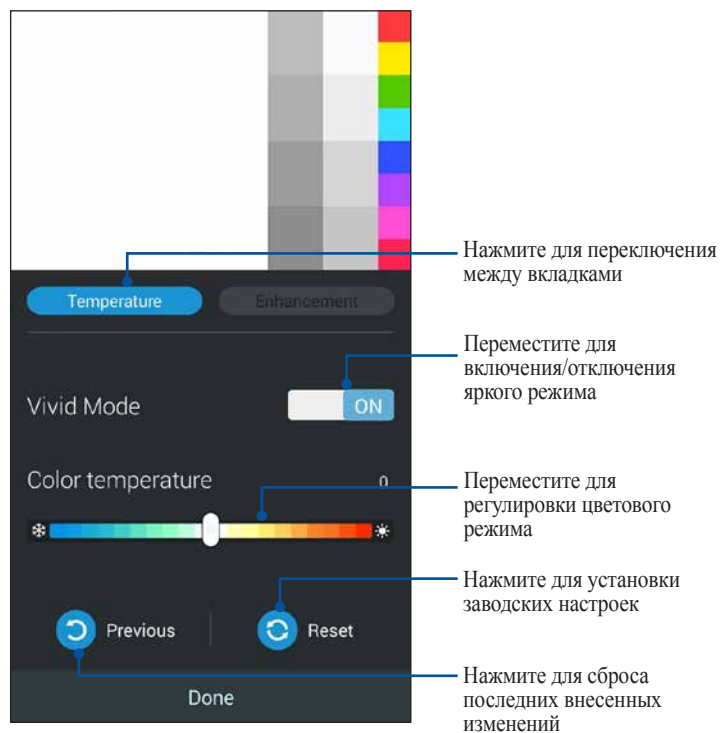 Нажмите для переключения
между вкладками
Temperature
Enhancement
Переместите для
включения/отключения
яркого режима
Vivid Mode
ON
Color temperature
0
Переместите для
регулировки цветового
режима
Нажмите для установки
заводских настроек
Previous
Reset
Нажмите для сброса
последних внесенных
изменений
Done